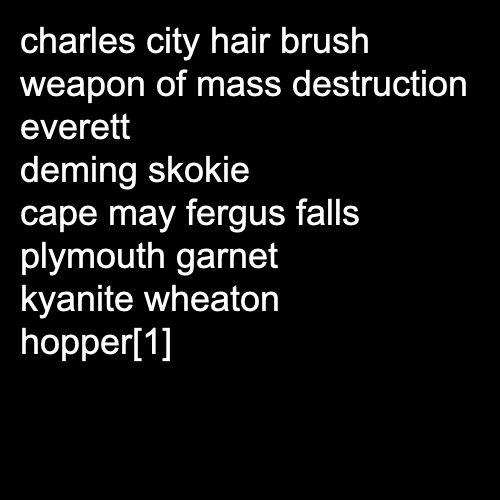 charles city hair brush
weapon of mass destruction
everett
deming skokie
cape may fergus falls
plymouth garnet
kyanite wheaton
hopper[1]